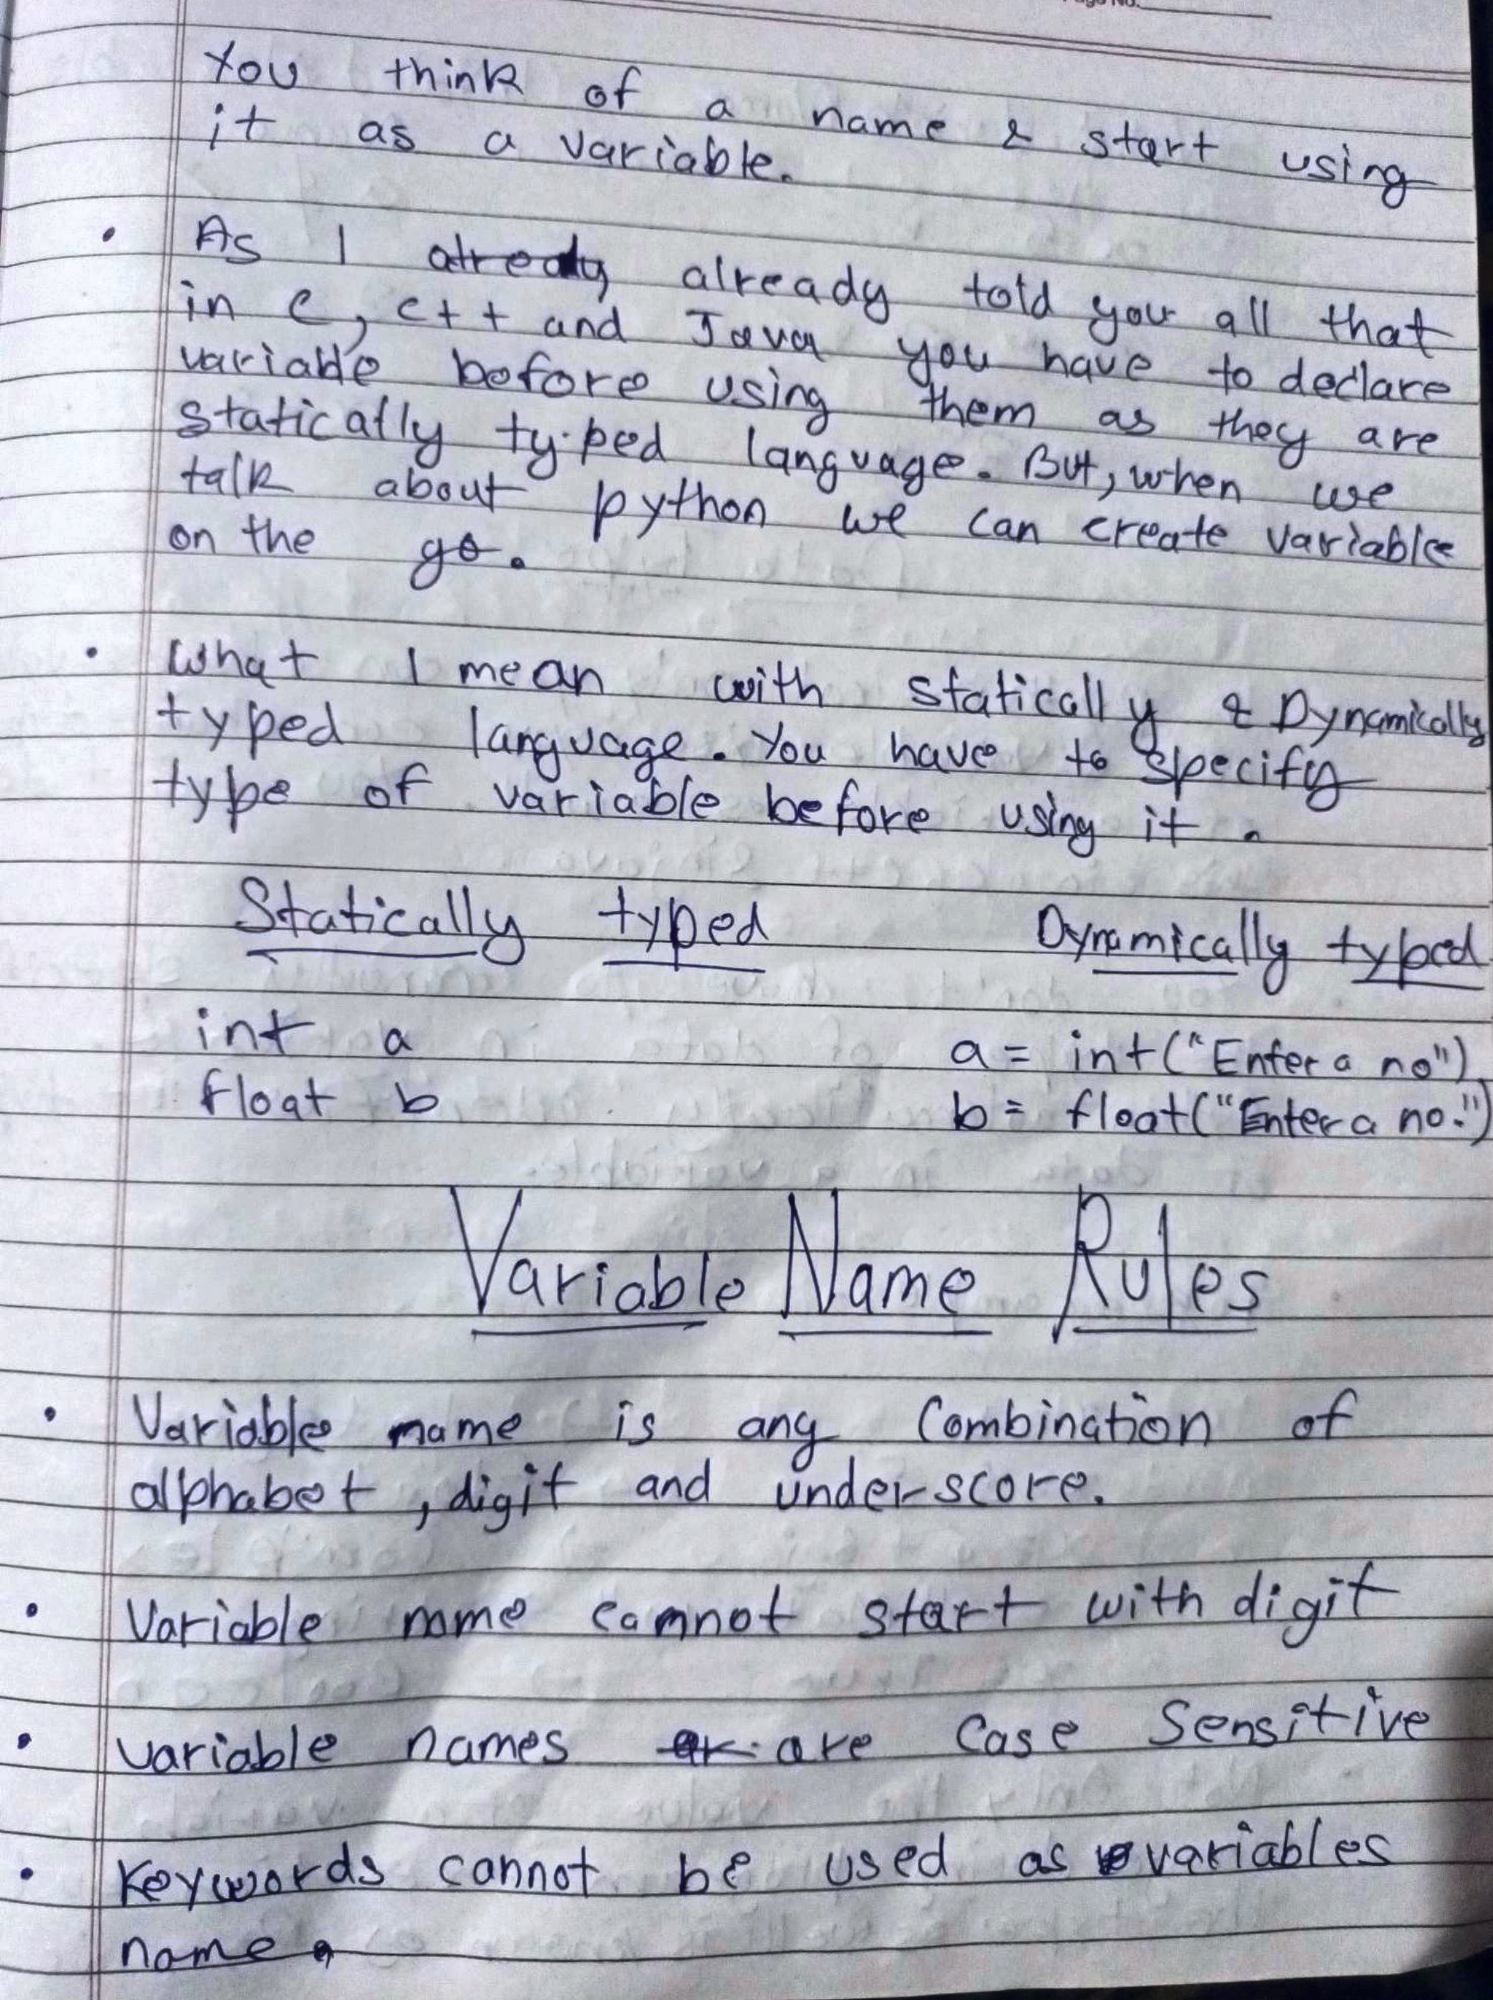 Page No.
You think of a name & start using
it as a variable.
• As I alredy already told you all that
in C, C++ and Java you have to declare
variable before using them as they are
statically typed language. But, when we
talk about python we can create variable
on the go.
• What I mean with statically & Dynamically
typed language. You have to specify
type of variable before using it.
Statically typed Dynamically typed
int a a = int("Enter a no")
float b b = float("Enter a no.")
Variable Name Rules
• Variable name is any Combination of
alphabet, digit and under-score.
• Variable name cannot start with digit
• Variable names are Case Sensitive
• Keywords cannot be used as variables
name.